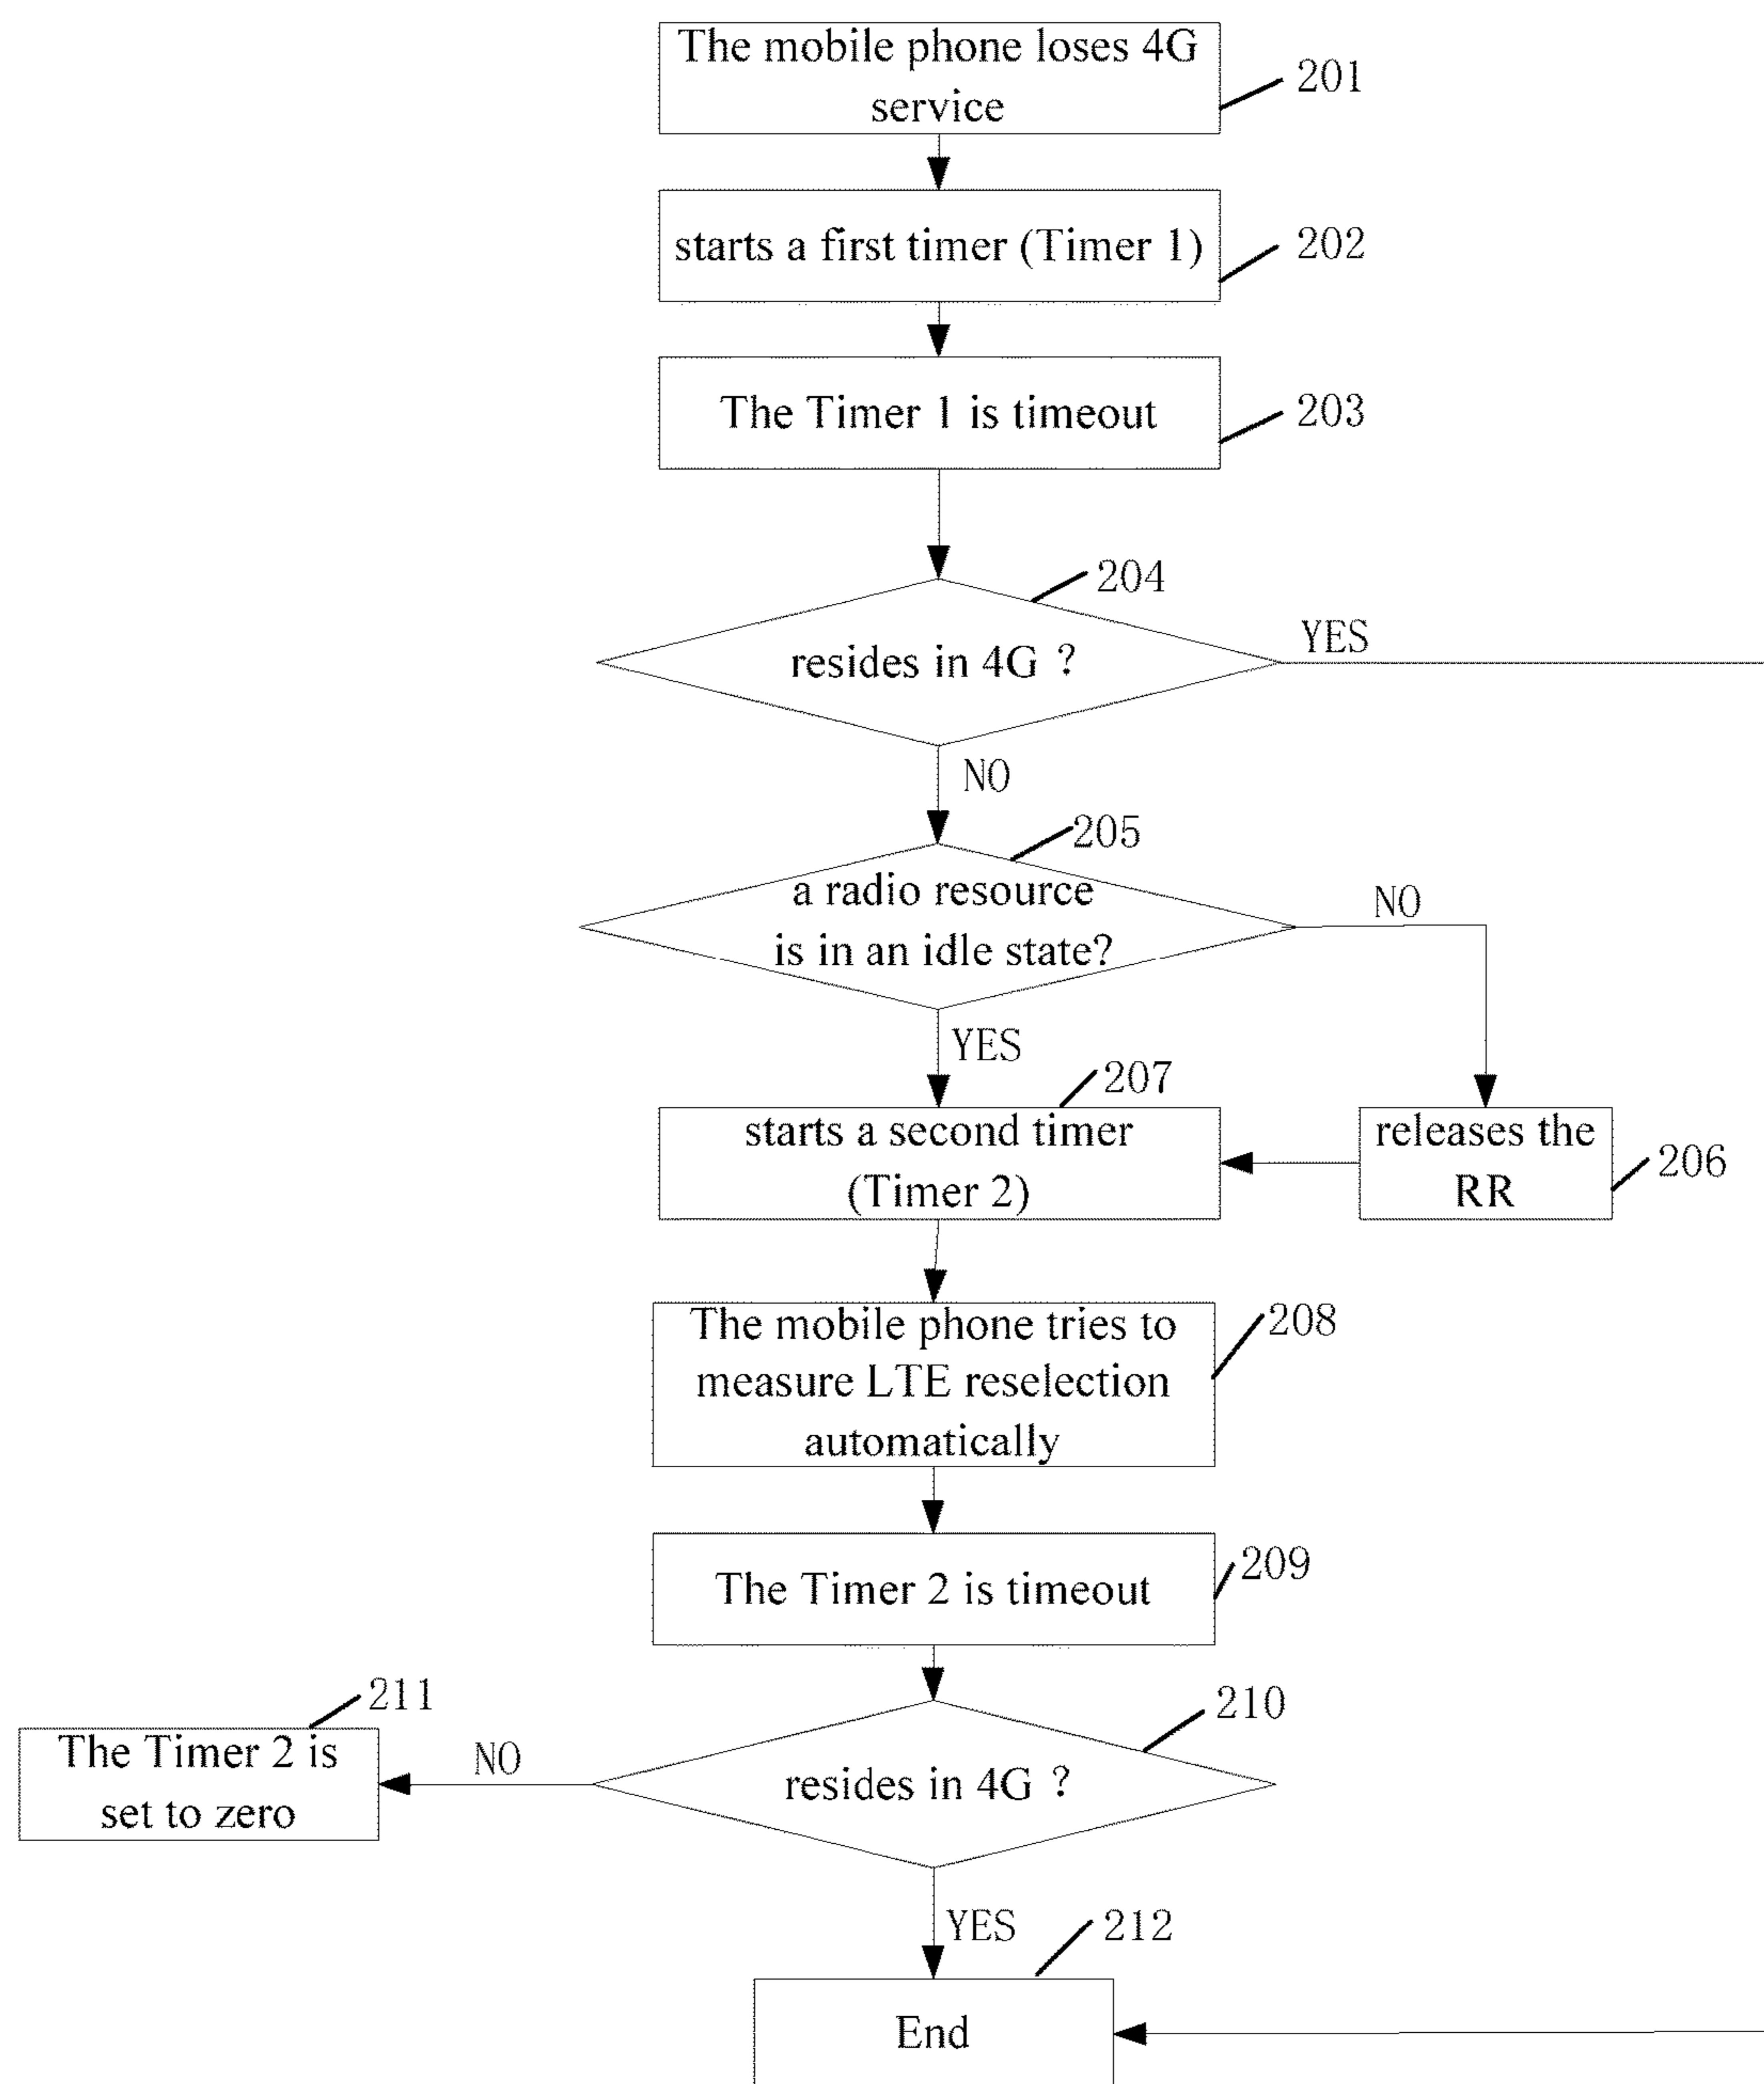 The mobile phone loses 4G
service
201
starts a first timer (Timer 1)
202
The Timer 1 is timeout
203
204
resides in 4G ?
YES
NO
205
a radio resource
is in an idle state?
NO
YES
207
starts a second timer
(Timer 2)
releases the
RR
206
The mobile phone tries to
measure LTE reselection
automatically
208
The Timer 2 is timeout
209
211
The Timer 2 is
set to zero
NO
210
resides in 4G ?
YES
212
End